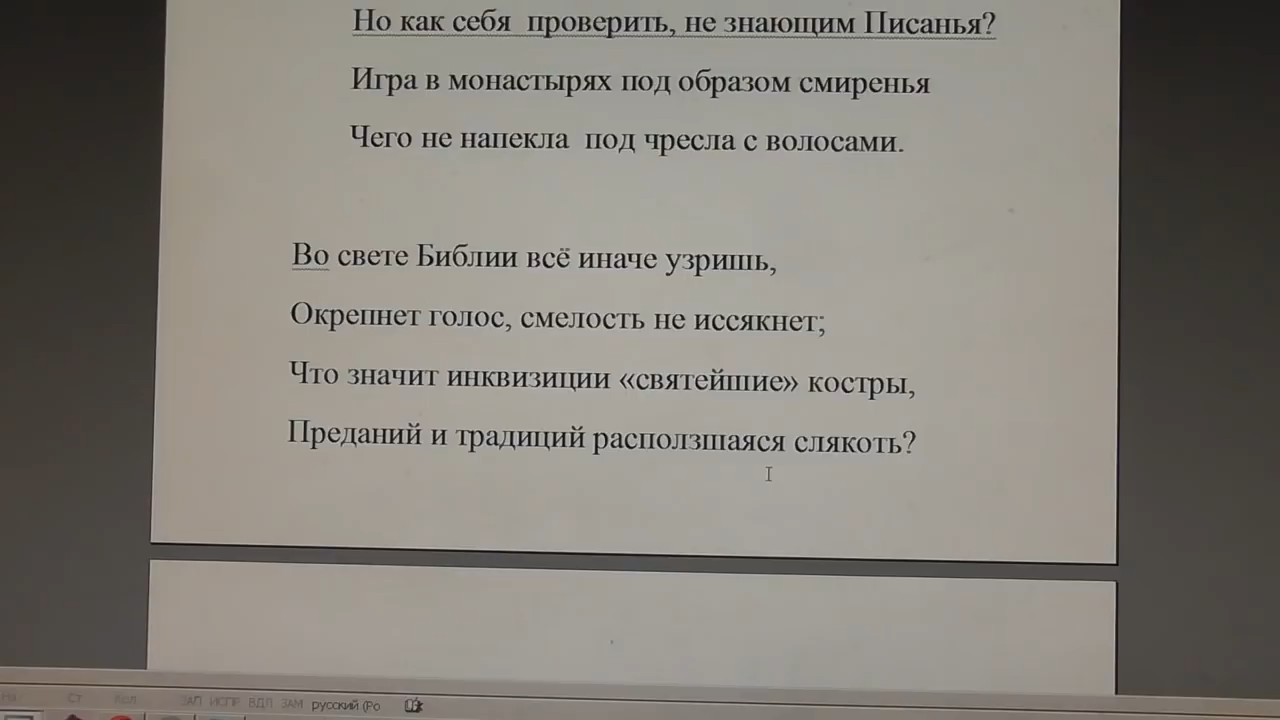 Но как себя  проверить, не знающим Писанья?
Игра в монастырях под образом смиренья
Чего не напекла  под чресла с волосами.
Во свете Библии всё иначе узришь,
Окрепнет голос, смелость не иссякнет;
Что значит инквизиции «святейшие» костры,
Преданий и традиций расползшаяся слякоть?
Ст Кол ЗАП ИСПР ВДЛ ЗАМ русский (Ро